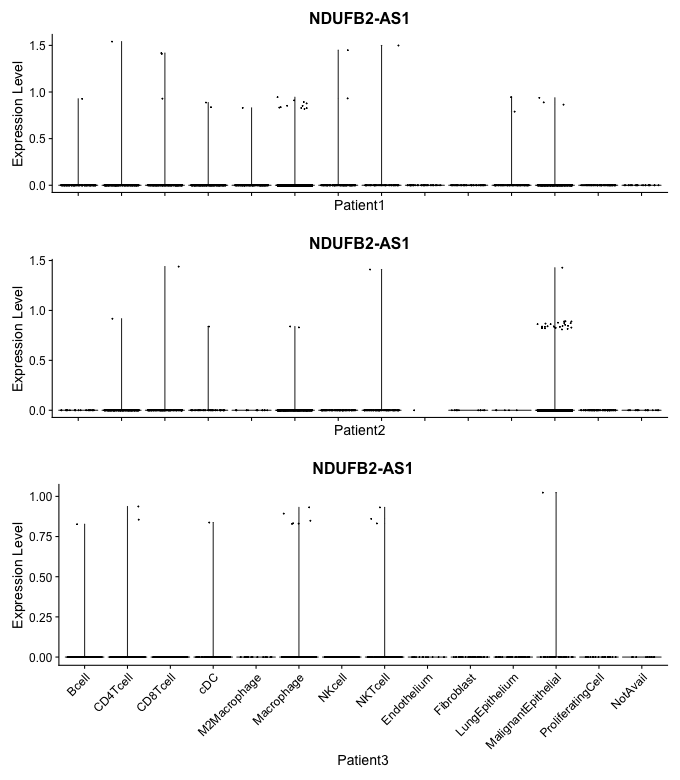 NDUFB2-AS1
Expression Level
1.5
1.0
0.5
0.0
Patient1
NDUFB2-AS1
Expression Level
1.5
1.0
0.5
0.0
Patient2
NDUFB2-AS1
Expression Level
1.00
0.75
0.50
0.25
0.00
Bcell
CD4Tcell
CD8Tcell
cDC
M2Macrophage
Macrophage
NKcell
NKTcell
Endothelium
Fibroblast
LungEpithelium
MalignantEpithelial
ProliferatingCell
NotAvail
Patient3